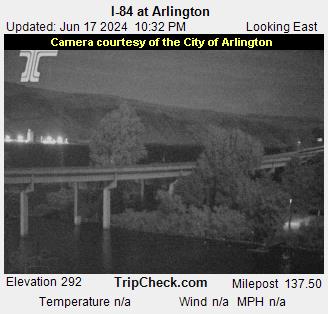 I-84 at Arlington
Updated: Jun 17 2024 10:32 PM Looking East
Camera courtesy of the City of Arlington
Elevation 292 TripCheck.com Milepost 137.50
Temperature n/a Wind n/a MPH n/a